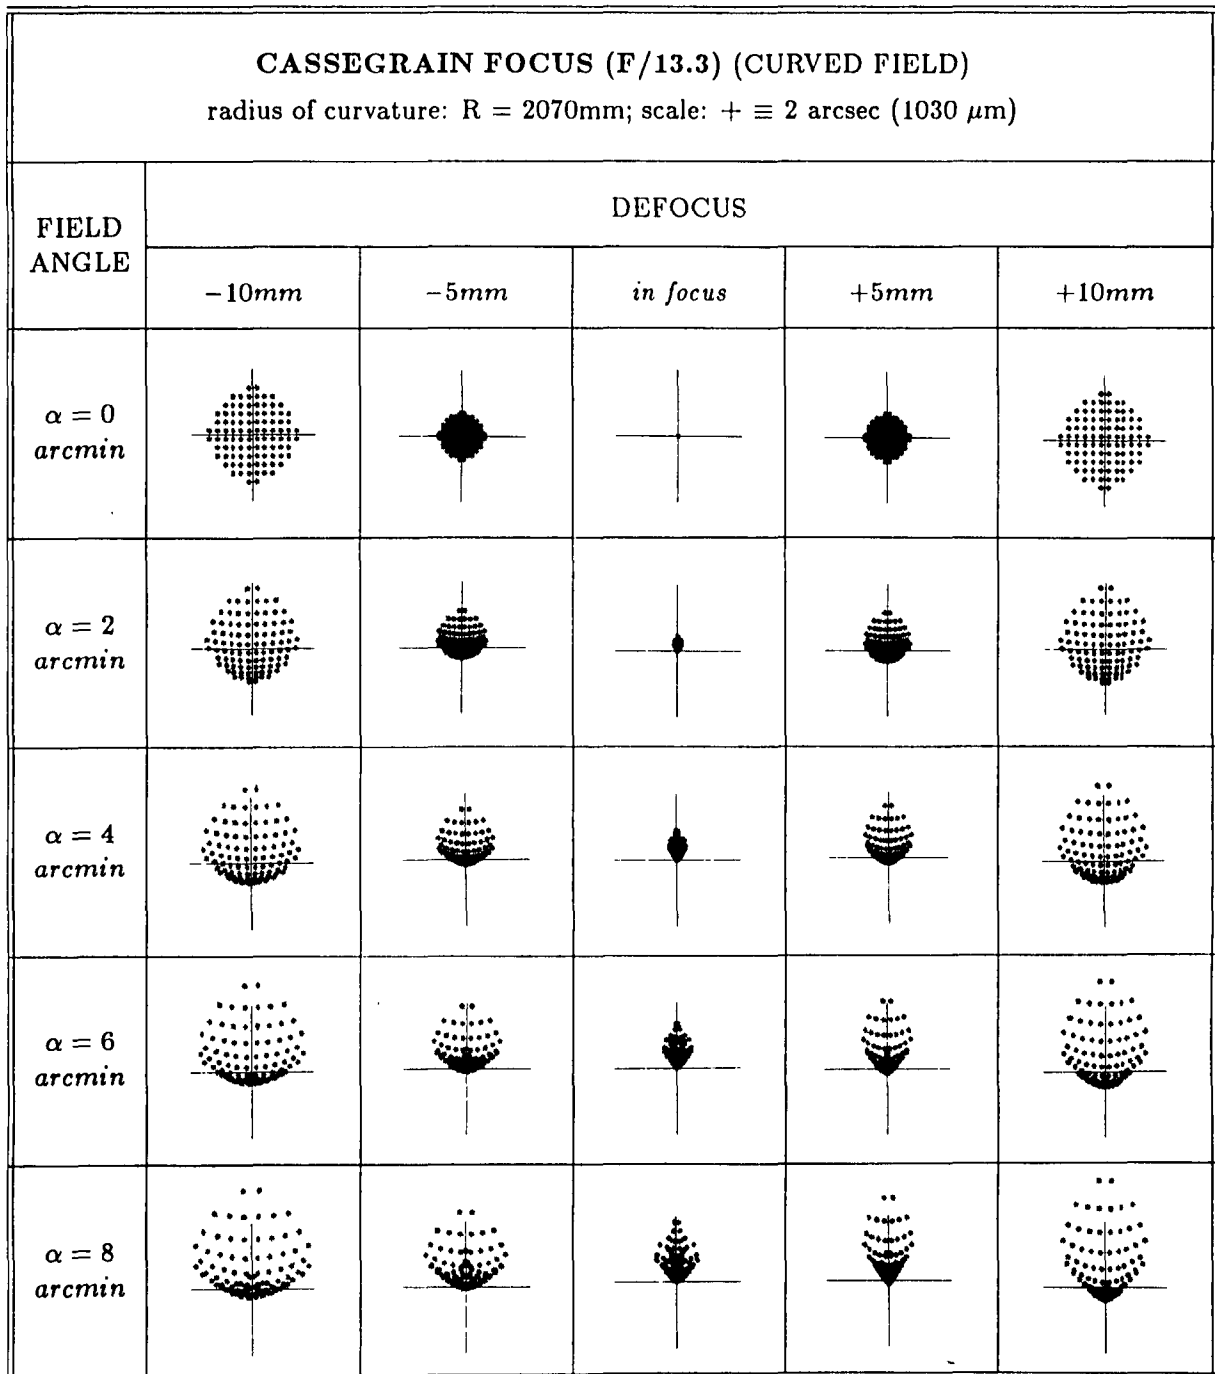 CASSEGRAIN FOCUS (F/13.3) (CURVED FIELD)
radius of curvature: R = 2070mm; scale: + ≡ 2 arcsec (1030 μm)
FIELD
ANGLE
DEFOCUS
−10mm
−5mm
in focus
+5mm
+10mm
α = 0
arcmin
α = 2
arcmin
α = 4
arcmin
α = 6
arcmin
α = 8
arcmin